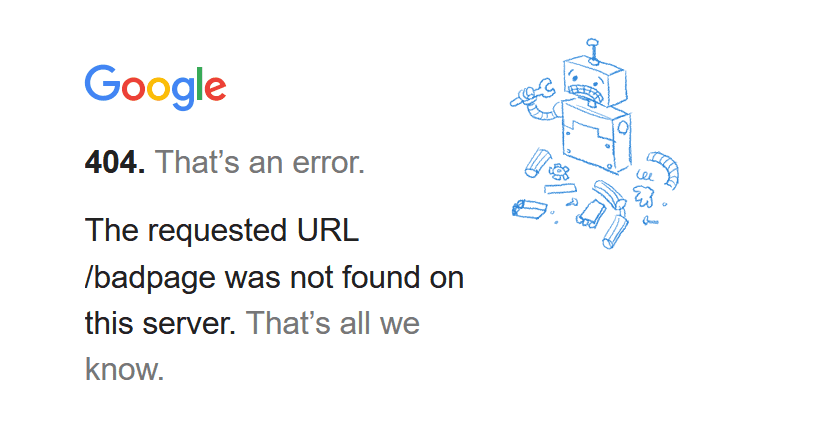 Google
404. That’s an error.
The requested URL
/badpage was not found on
this server. That’s all we
know.